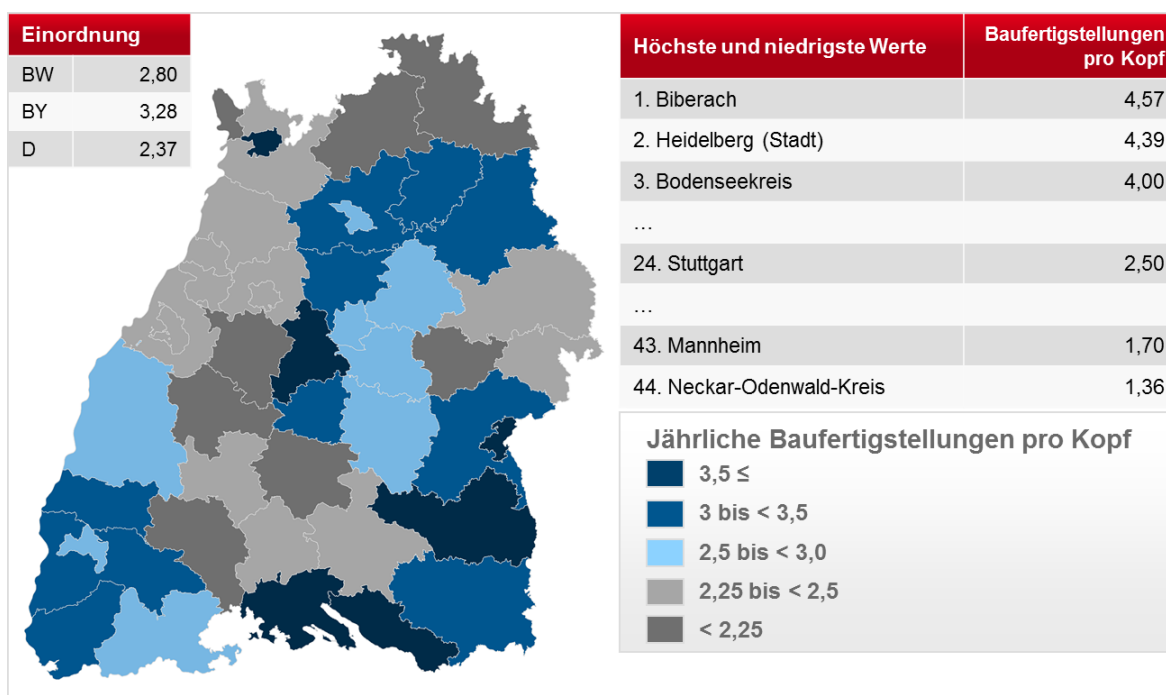 Einordnung
BW 2,80
BY 3,28
D 2,37
Höchste und niedrigste Werte Baufertigstellungen
pro Kopf
1. Biberach 4,57
2. Heidelberg (Stadt) 4,39
3. Bodenseekreis 4,00
…
24. Stuttgart 2,50
…
43. Mannheim 1,70
44. Neckar-Odenwald-Kreis 1,36
Jährliche Baufertigstellungen pro Kopf
3,5 ≤
3 bis < 3,5
2,5 bis < 3,0
2,25 bis < 2,5
< 2,25